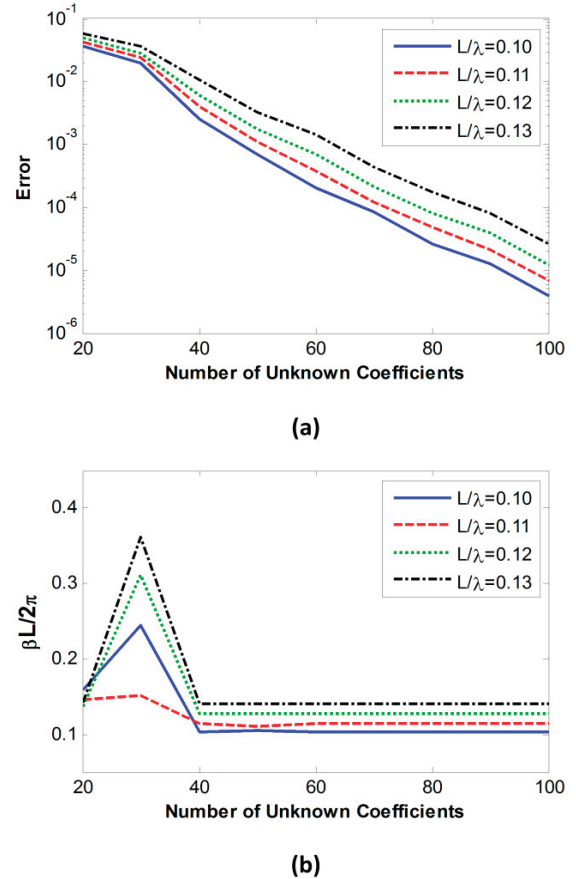 10^-1
10^-2
10^-3
10^-4
10^-5
10^-6
Error
L/λ=0.10
L/λ=0.11
L/λ=0.12
L/λ=0.13
20 40 60 80 100
Number of Unknown Coefficients
(a)
0.4
0.3
0.2
0.1
βL/2π
L/λ=0.10
L/λ=0.11
L/λ=0.12
L/λ=0.13
20 40 60 80 100
Number of Unknown Coefficients
(b)